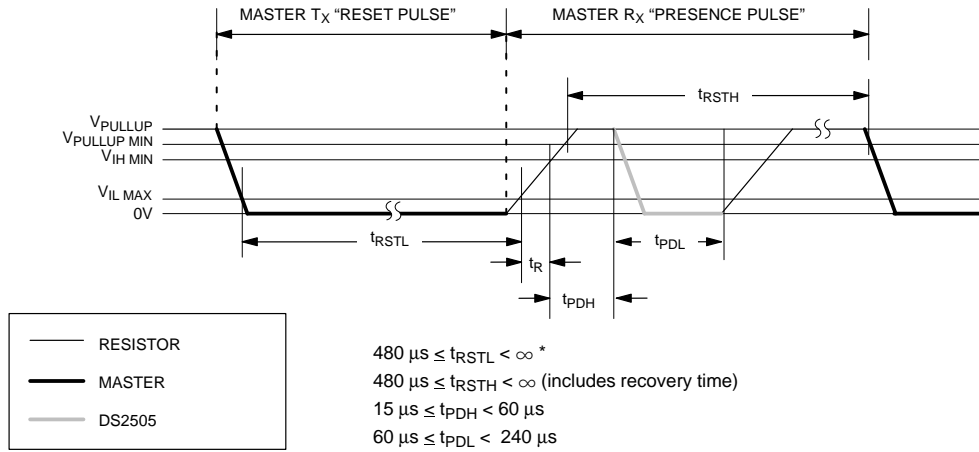 MASTER TX “RESET PULSE”
MASTER RX “PRESENCE PULSE”
tRSTH
VPULLUP
VPULLUP MIN
VIH MIN
VIL MAX
0V
tRSTL
tPDL
tR
tPDH
RESISTOR
MASTER
DS2505
480 μs ≤ tRSTL < ∞ *
480 μs ≤ tRSTH < ∞ (includes recovery time)
15 μs ≤ tPDH < 60 μs
60 μs ≤ tPDL < 240 μs